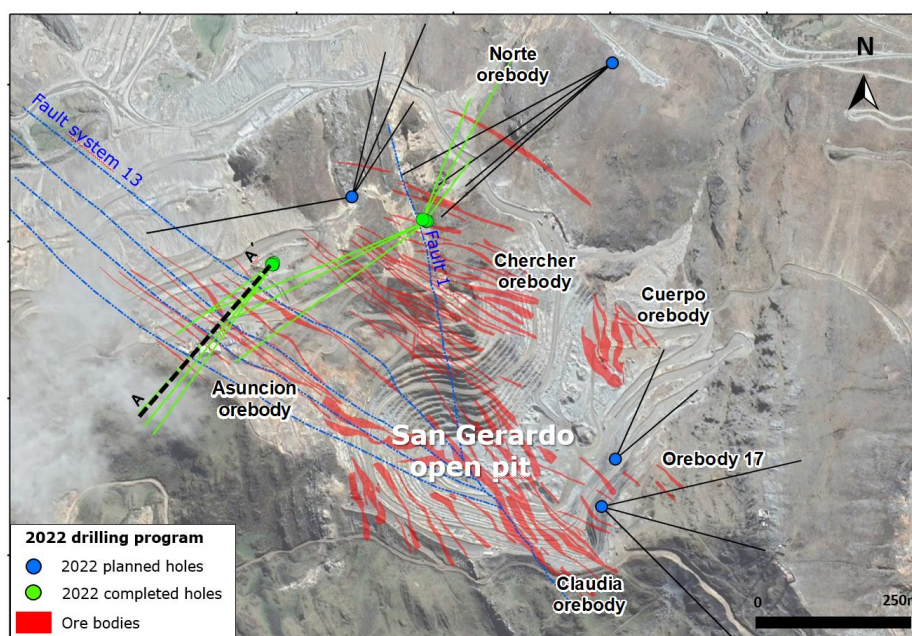 Norte
orebody
N
Fault system 13
A'
Fault 1
Chercher
orebody
Cuerpo
orebody
A
Asuncion
orebody
San Gerardo
open pit
Orebody 17
2022 drilling program
2022 planned holes
2022 completed holes
Ore bodies
Claudia
orebody
0
250m